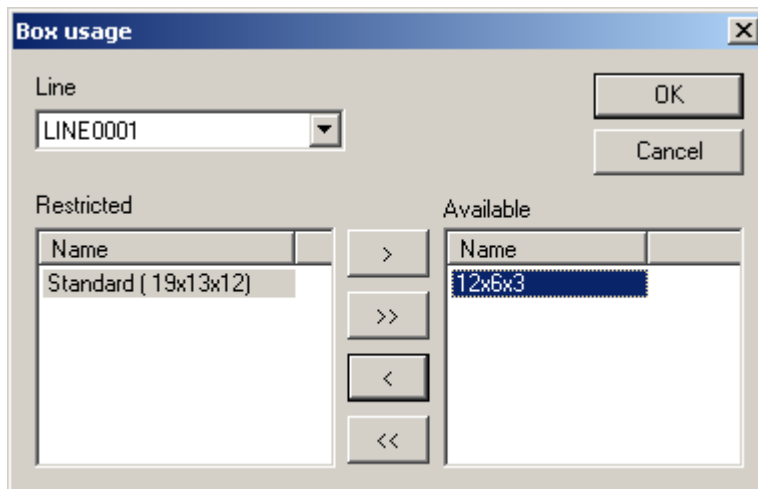 Box usage
Line
OK
LINE0001
Cancel
Restricted
Available
Name
Name
>
Standard ( 19x13x12)
12x6x3
>>
<
<<